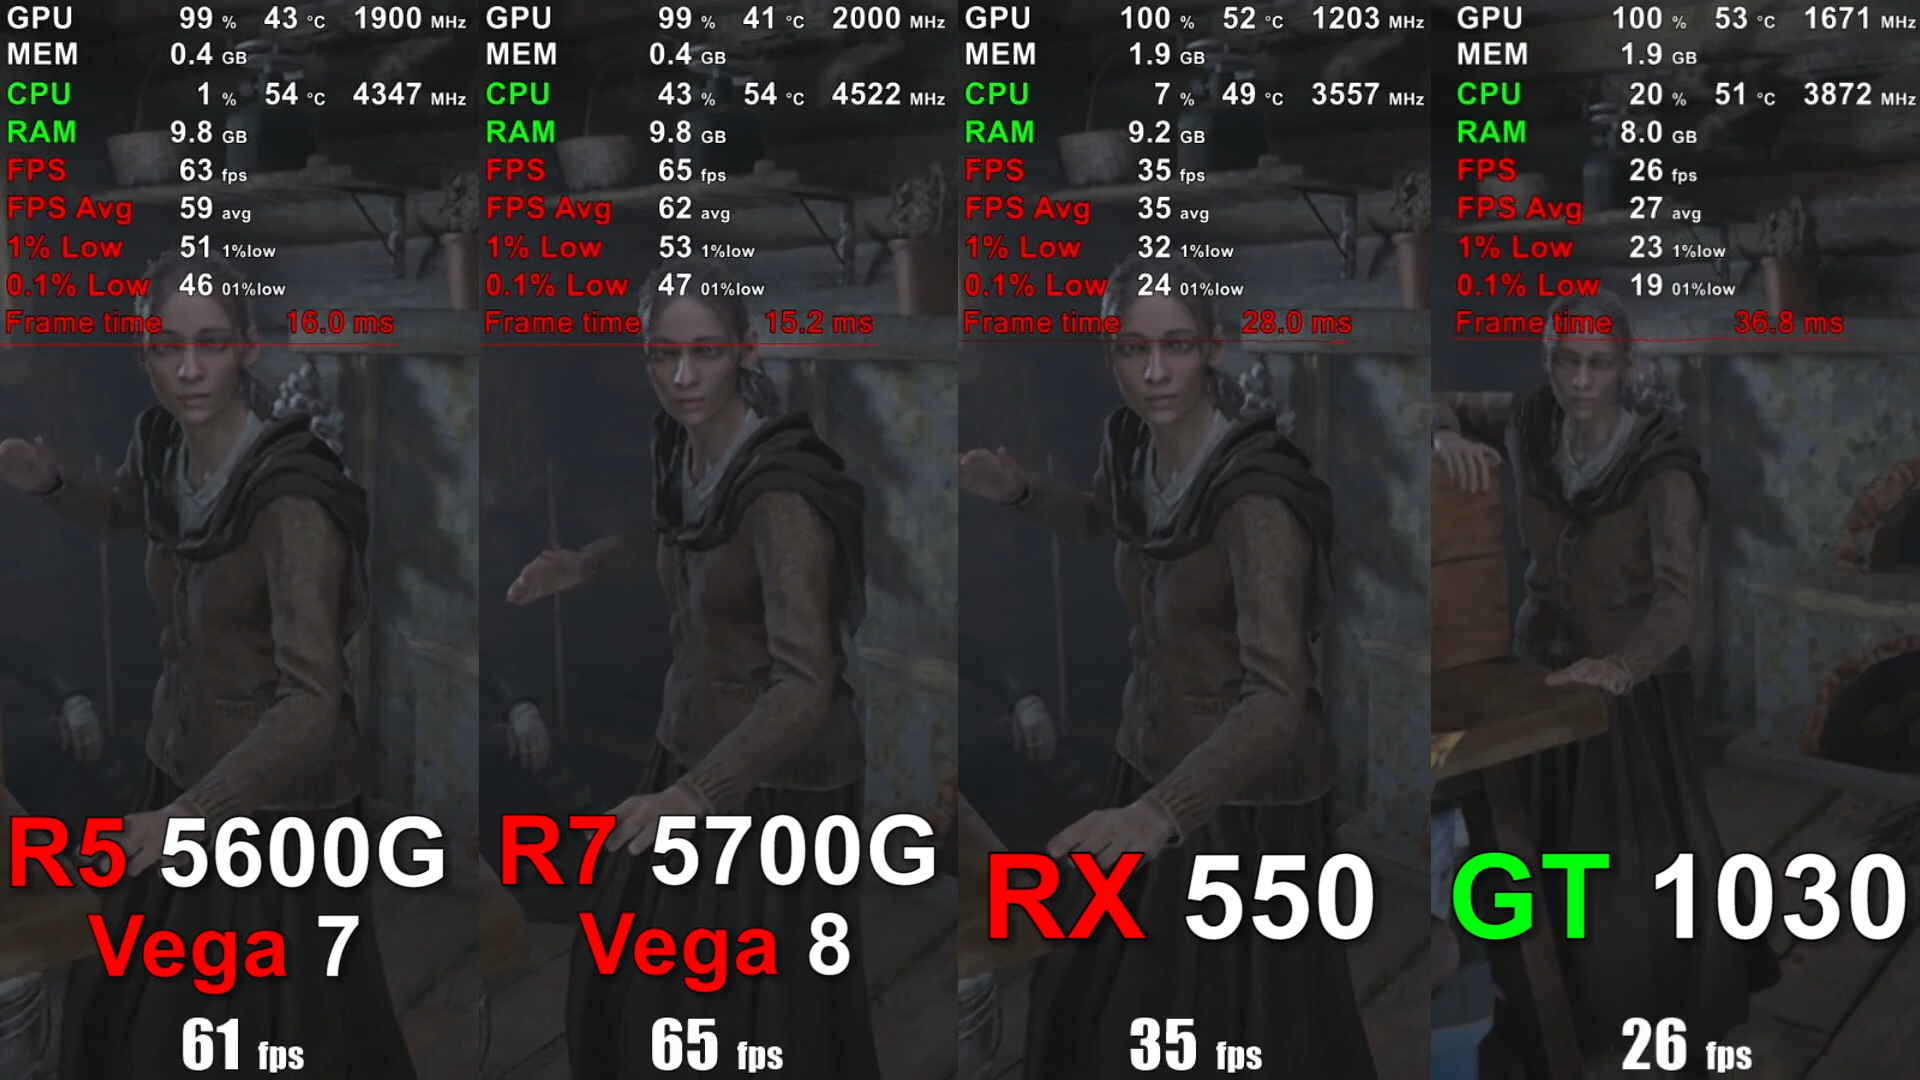 GPU 99 % 43 °C 1900 MHz
MEM 0.4 GB
CPU 1 % 54 °C 4347 MHz
RAM 9.8 GB
FPS 63 fps
FPS Avg 59 avg
1% Low 51 1%low
0.1% Low 46 01%low
Frame time 16.0 ms
R5 5600G
Vega 7
61 fps
GPU 99 % 41 °C 2000 MHz
MEM 0.4 GB
CPU 43 % 54 °C 4522 MHz
RAM 9.8 GB
FPS 65 fps
FPS Avg 62 avg
1% Low 53 1%low
0.1% Low 47 01%low
Frame time 15.2 ms
R7 5700G
Vega 8
65 fps
GPU 100 % 52 °C 1203 MHz
MEM 1.9 GB
CPU 7 % 49 °C 3557 MHz
RAM 9.2 GB
FPS 35 fps
FPS Avg 35 avg
1% Low 32 1%low
0.1% Low 24 01%low
Frame time 28.0 ms
RX 550
35 fps
GPU 100 % 53 °C 1671 MHz
MEM 1.9 GB
CPU 20 % 51 °C 3872 MHz
RAM 8.0 GB
FPS 26 fps
FPS Avg 27 avg
1% Low 23 1%low
0.1% Low 19 01%low
Frame time 36.8 ms
GT 1030
26 fps